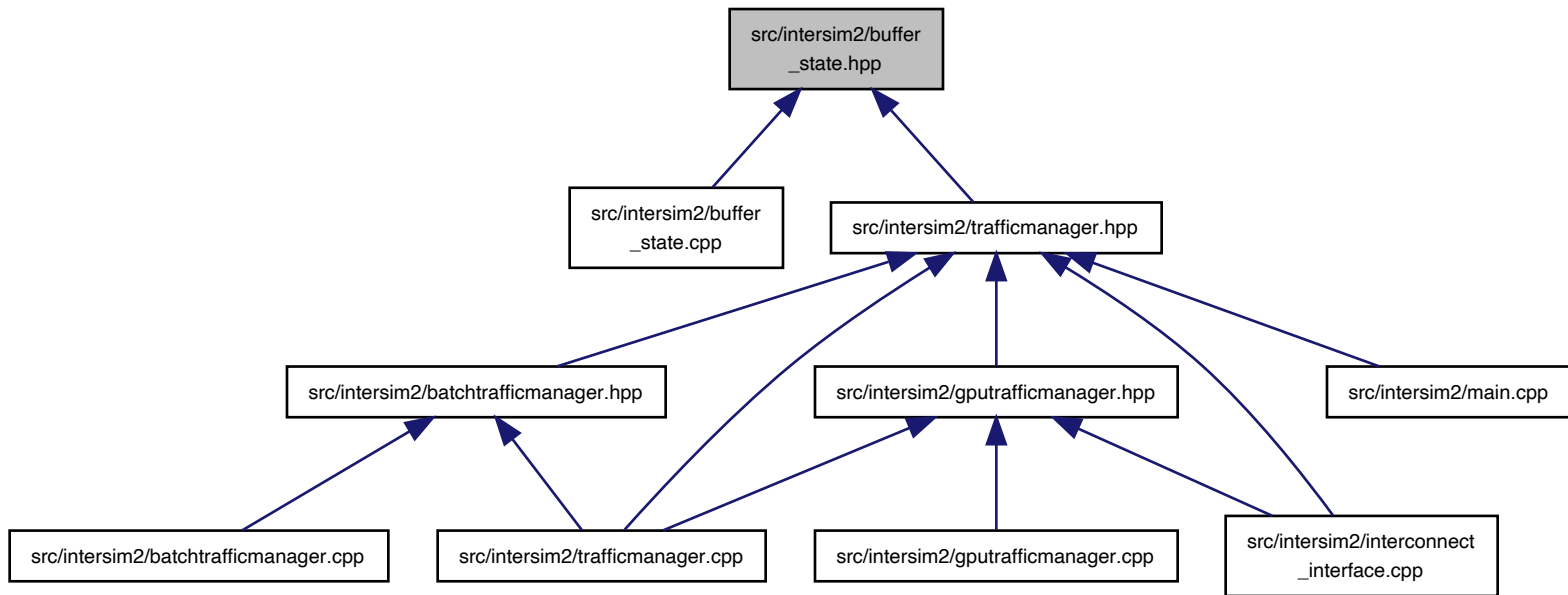 src/intersim2/buffer
_state.hpp
src/intersim2/buffer
_state.cpp
src/intersim2/trafficmanager.hpp
src/intersim2/batchtrafficmanager.hpp
src/intersim2/gputrafficmanager.hpp
src/intersim2/main.cpp
src/intersim2/batchtrafficmanager.cpp
src/intersim2/trafficmanager.cpp
src/intersim2/gputrafficmanager.cpp
src/intersim2/interconnect
_interface.cpp